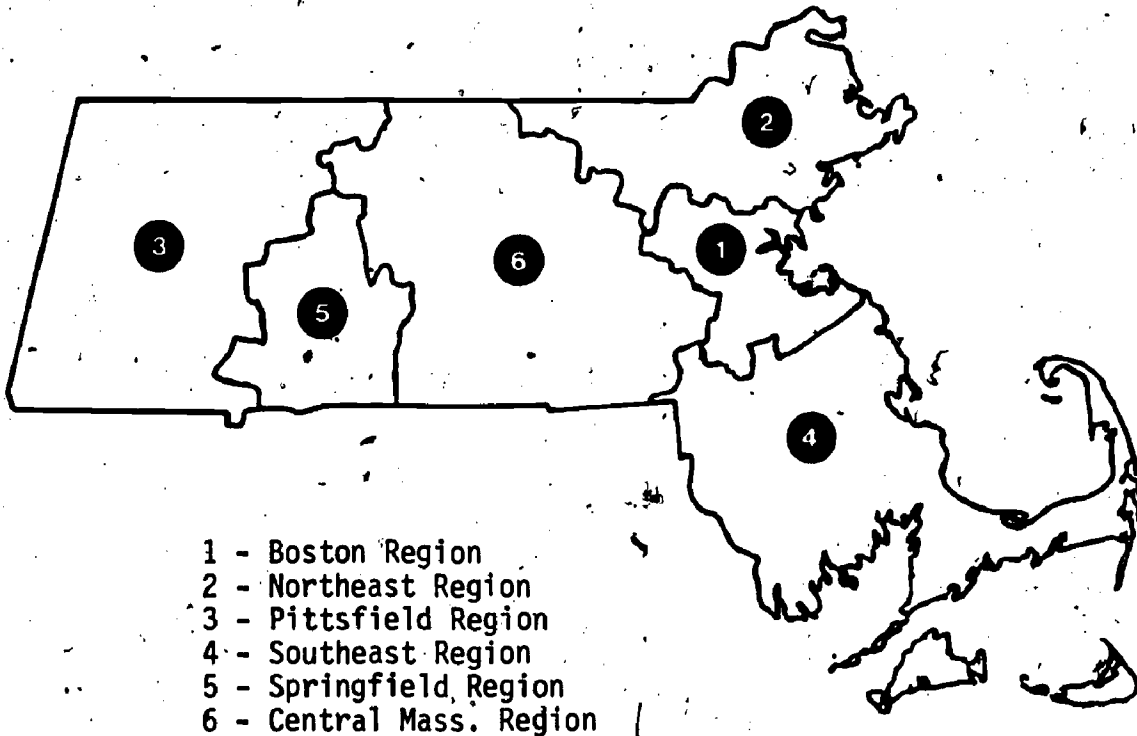 2
3
1
6
5
4
1 - Boston Region
2 - Northeast Region
3 - Pittsfield Region
4 - Southeast Region
5 - Springfield Region
6 - Central Mass. Region